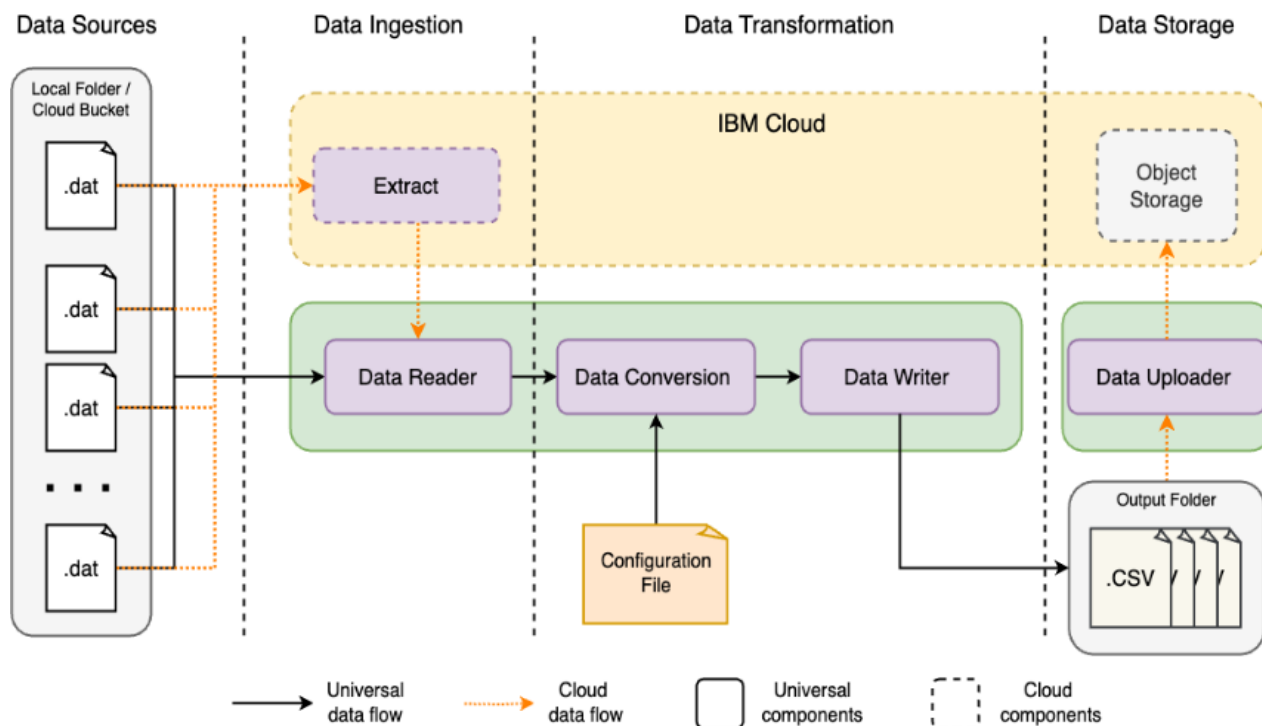 Data Sources
Data Ingestion
Data Transformation
Data Storage
Local Folder /
Cloud Bucket
IBM Cloud
.dat
Extract
Object
Storage
.dat
.dat
Data Reader
Data Conversion
Data Writer
Data Uploader
. . .
Output Folder
.dat
Configuration
File
.CSV
Universal
data flow
Cloud
data flow
Universal
components
Cloud
components